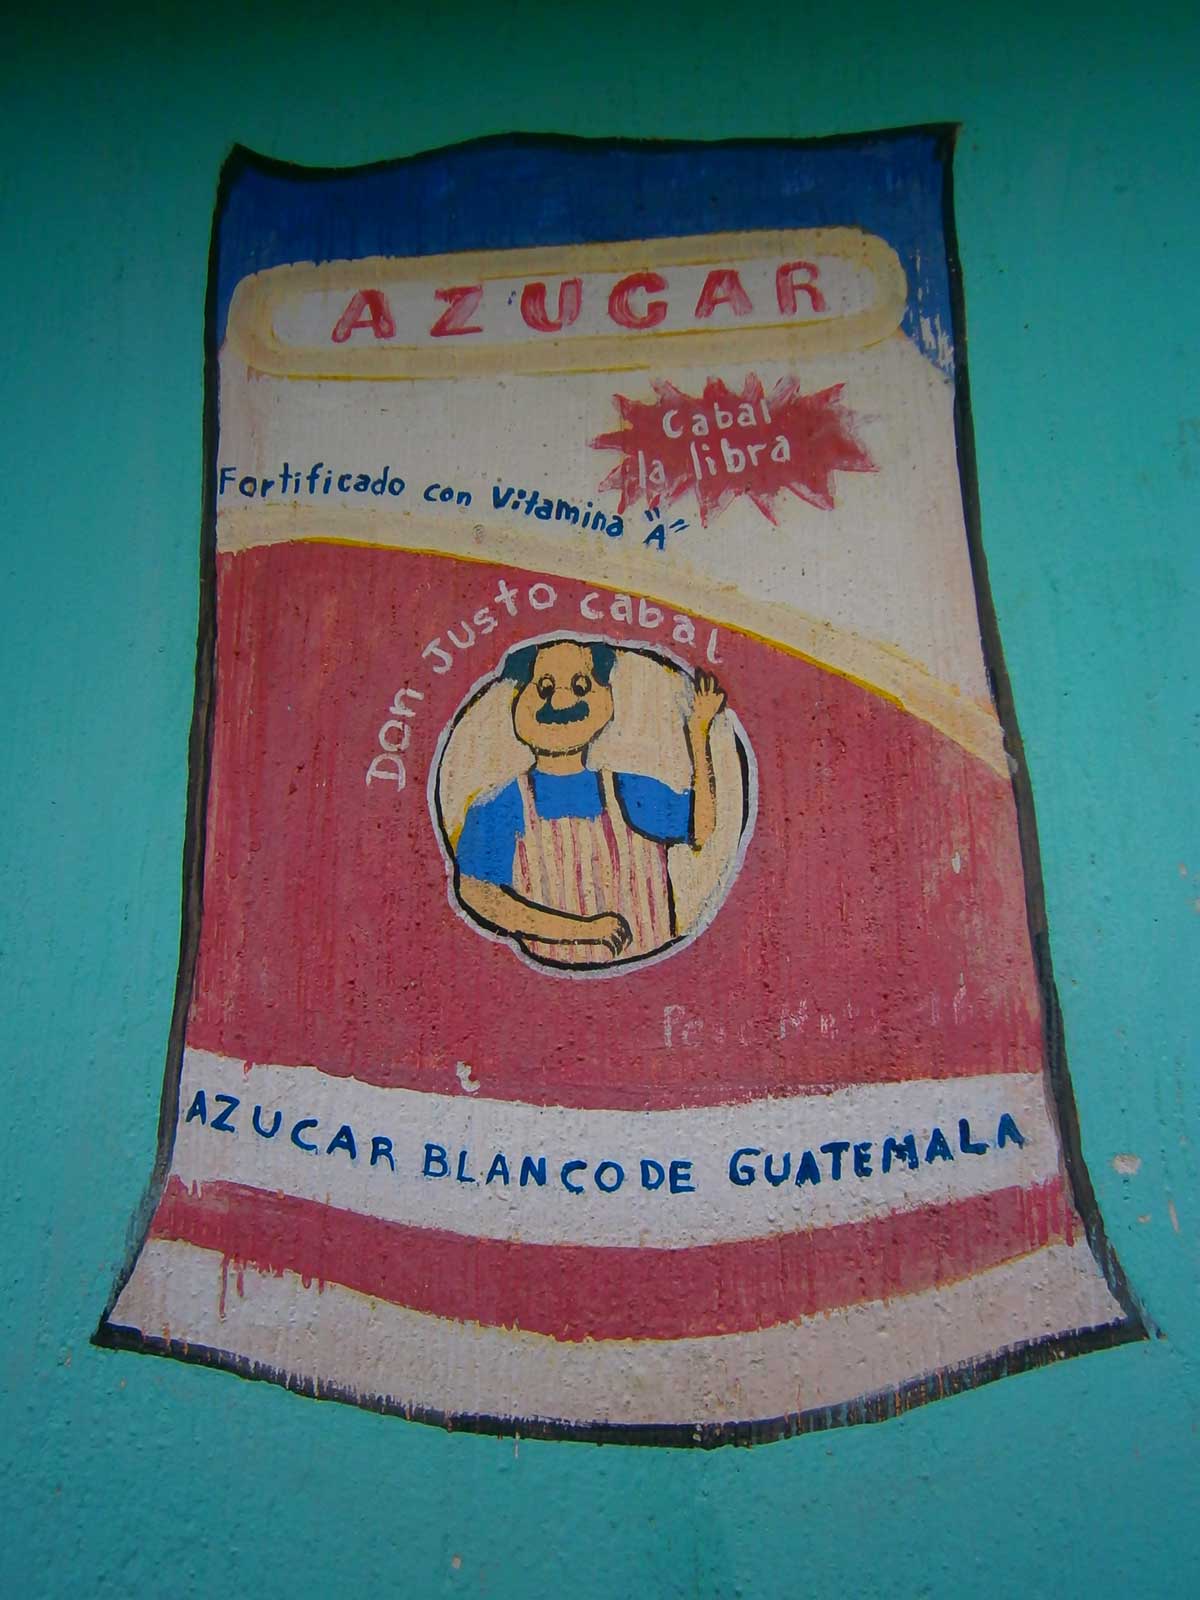 AZUCAR
Cabal
la libra
Fortificado con Vitamina "A"
Don Justo Cabal
AZUCAR BLANCO DE GUATEMALA